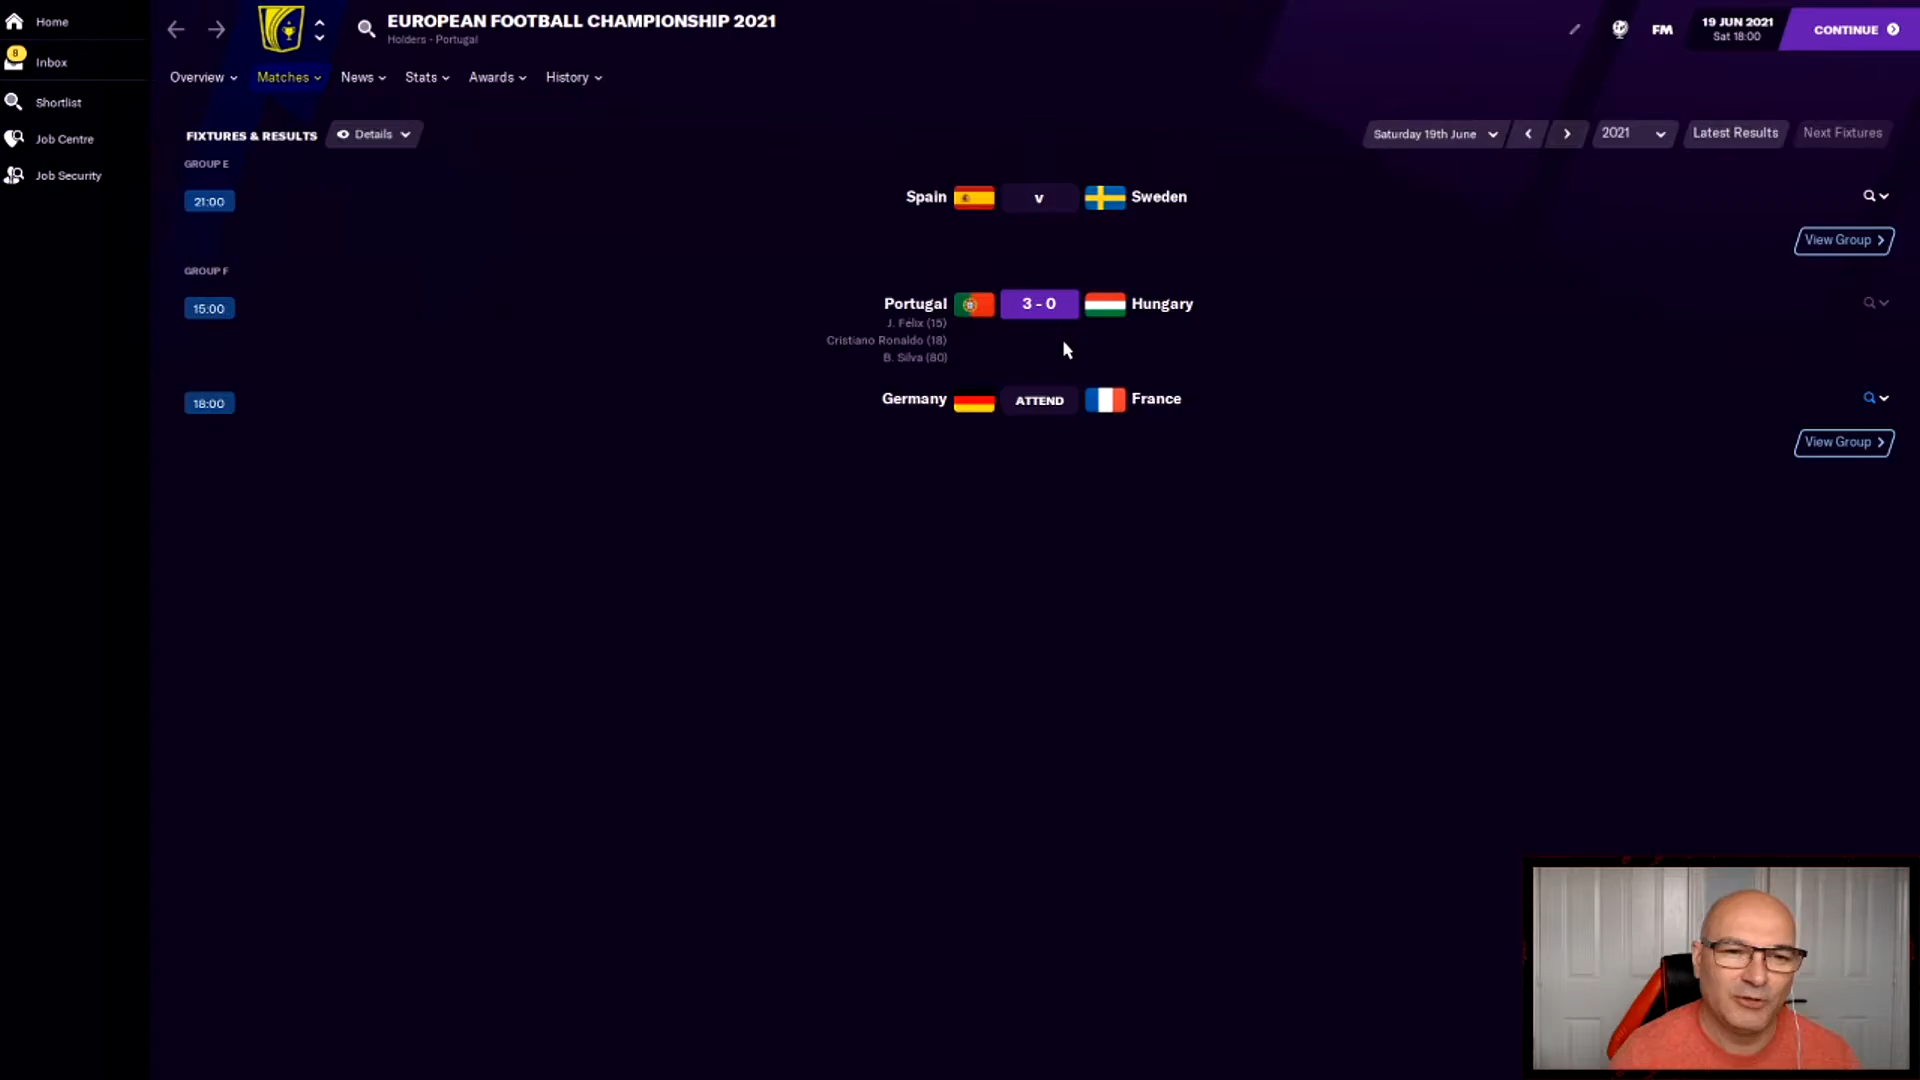 Home
8
Inbox
Shortlist
Job Centre
Job Security
EUROPEAN FOOTBALL CHAMPIONSHIP 2021
Holders - Portugal
FM
19 JUN 2021
Sat 18:00
CONTINUE
Overview
Matches
News
Stats
Awards
History
FIXTURES & RESULTS
Details
Saturday 19th June
2021
Latest Results
Next Fixtures
GROUP E
21:00
Spain v Sweden
View Group
GROUP F
15:00
Portugal 3 - 0 Hungary
J. Félix (15)
Cristiano Ronaldo (18)
B. Silva (80)
18:00
Germany ATTEND France
View Group